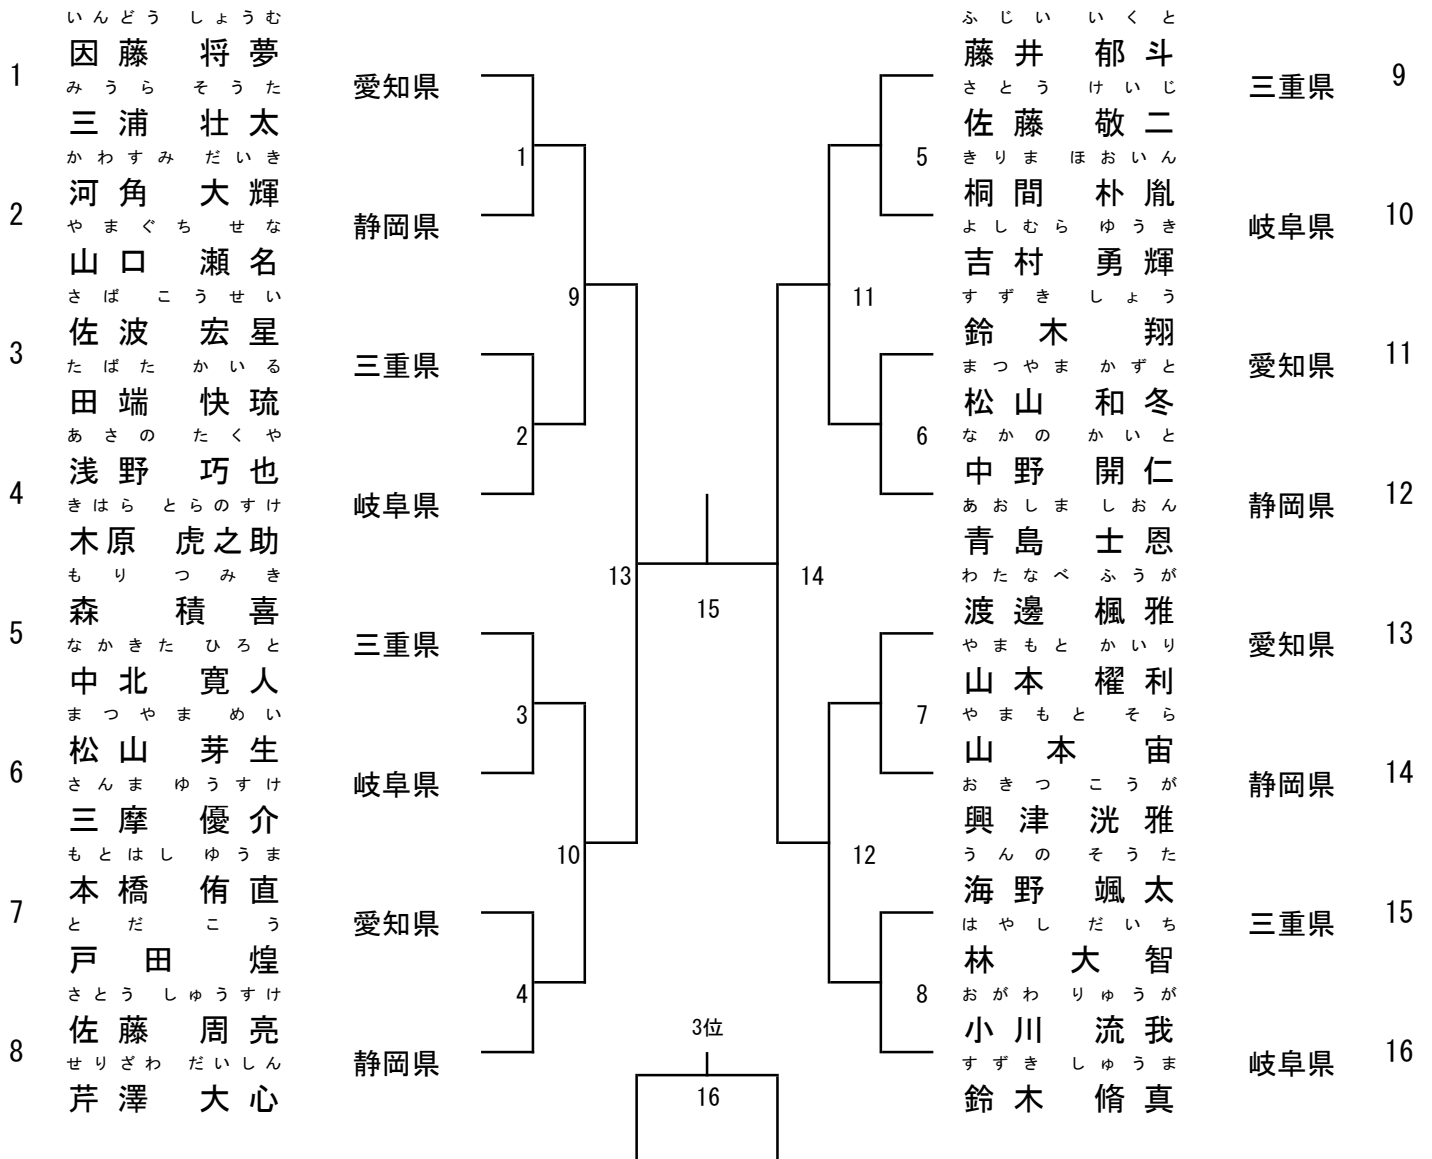 いんどう しょうむ
因藤 将夢
1 愛知県
みうら そうた
三浦 壮太
1
かわすみ だいき
河角 大輝
2 静岡県
やまぐち せな
山口 瀬名
9
さば こうせい
佐波 宏星
3 三重県
たばた かいる
田端 快琉
2
あさの たくや
浅野 巧也
4 岐阜県
きはら とらのすけ
木原 虎之助
13
もり つみき
森 積喜
5 三重県
なかきた ひろと
中北 寛人
3
まつやま めい
松山 芽生
6 岐阜県
さんま ゆうすけ
三摩 優介
10
もとはし ゆうま
本橋 侑直
7 愛知県
とだ こう
戸田 煌
4
さとう しゅうすけ
佐藤 周亮
8 静岡県
せりざわ だいしん
芹澤 大心
15
3位
16
ふじい いくと
藤井 郁斗
三重県 9
さとう けいじ
佐藤 敬二
5
きりま ほおいん
桐間 朴胤
岐阜県 10
よしむら ゆうき
吉村 勇輝
11
すずき しょう
鈴木 翔
愛知県 11
まつやま かずと
松山 和冬
6
なかの かいと
中野 開仁
静岡県 12
あおしま しおん
青島 士恩
14
わたなべ ふうが
渡邊 楓雅
愛知県 13
やまもと かいり
山本 櫂利
7
やまもと そら
山本 宙
静岡県 14
おきつ こうが
興津 洸雅
12
うんの そうた
海野 颯太
三重県 15
はやし だいち
林 大智
8
おがわ りゅうが
小川 流我
岐阜県 16
すずき しゅうま
鈴木 脩真